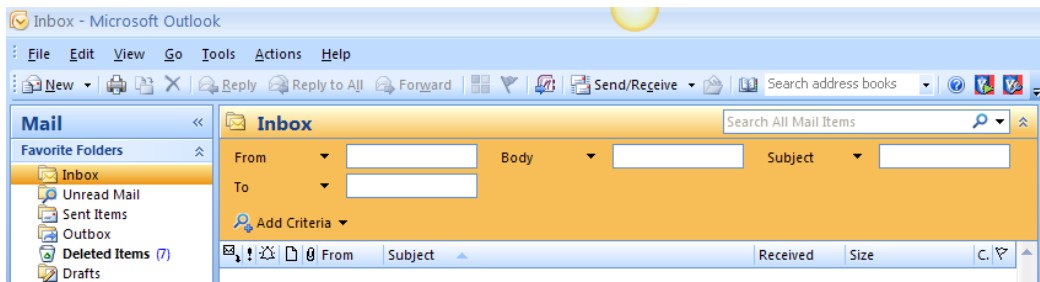 Inbox - Microsoft Outlook
File Edit View Go Tools Actions Help
New Reply Reply to All Forward Send/Receive Search address books
Mail « Inbox Search All Mail Items
Favorite Folders
From Body Subject
Inbox
To
Unread Mail
Sent Items
Add Criteria
Outbox
Deleted Items (7)
! From Subject Received Size C.
Drafts